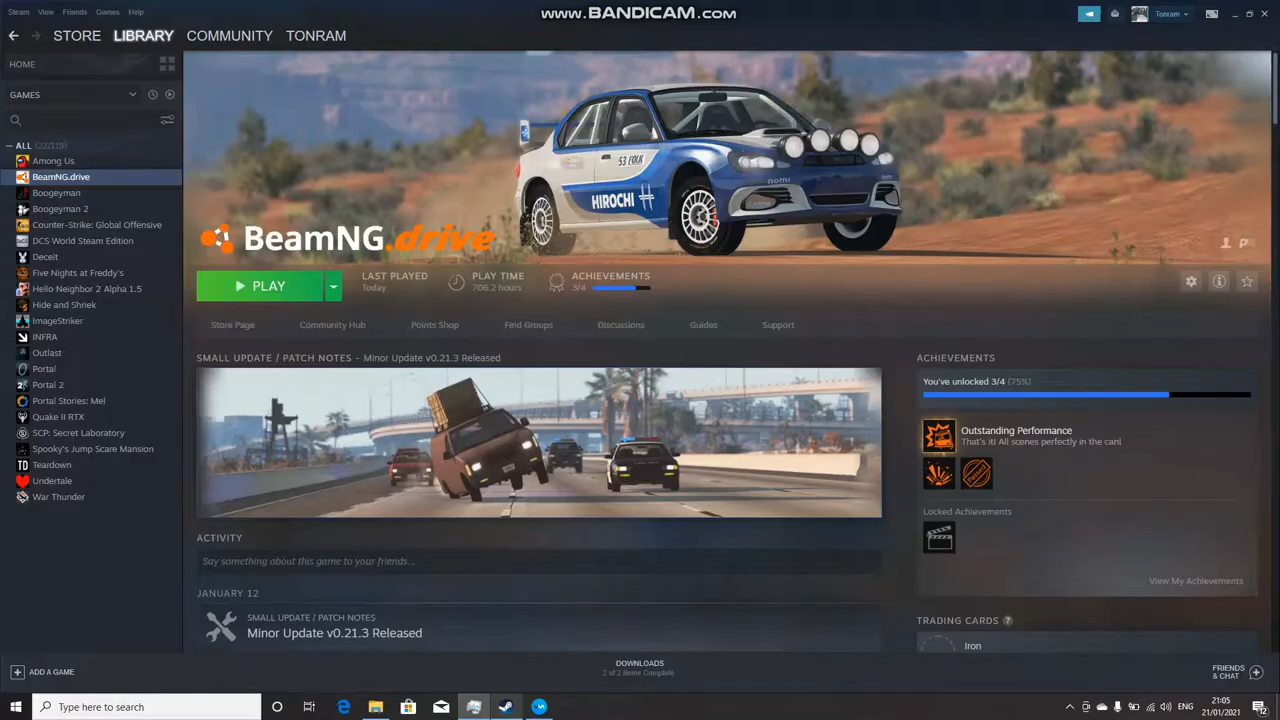 www.BANDICAM.com
Steam View Friends Games Help
Tonram
STORE LIBRARY COMMUNITY TONRAM
HOME
GAMES
ALL (22/119)
Among Us
BeamNG.drive
Boogeyman
Boogeyman 2
Counter-Strike: Global Offensive
DCS World Steam Edition
Deceit
Five Nights at Freddy's
Hello Neighbor 2 Alpha 1.5
Hide and Shriek
ImageStriker
INFRA
Outlast
Portal
Portal 2
Portal Stories: Mel
Quake II RTX
SCP: Secret Laboratory
Spooky's Jump Scare Mansion
Teardown
Undertale
War Thunder
53 FOLK
HIROCHI
nomi
BeamNG.drive
PLAY
LAST PLAYED
Today
PLAY TIME
706.2 hours
ACHIEVEMENTS
3/4
Store Page Community Hub Points Shop Find Groups Discussions Guides Support
SMALL UPDATE / PATCH NOTES - Minor Update v0.21.3 Released
ACTIVITY
Say something about this game to your friends...
JANUARY 12
SMALL UPDATE / PATCH NOTES
Minor Update v0.21.3 Released
ACHIEVEMENTS
You've unlocked 3/4 (75%)
Outstanding Performance
That's it! All scenes perfectly in the can!
Locked Achievements
View My Achievements
TRADING CARDS ?
Iron
ADD A GAME
DOWNLOADS
2 of 2 Items Complete
FRIENDS
& CHAT
Type here to search
ENG
21:05
21/01/2021